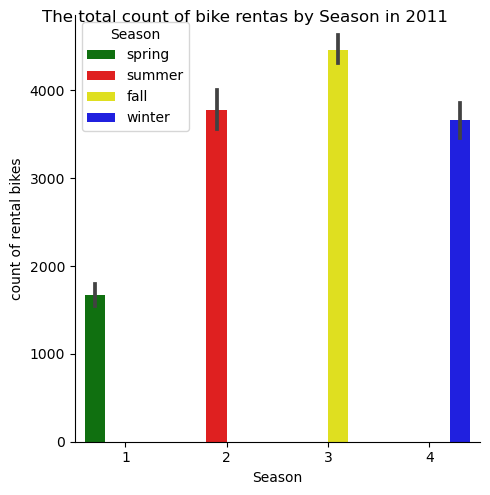 The total count of bike rentas by Season in 2011
Season
spring
summer
fall
winter
count of rental bikes
4000
3000
2000
1000
0
1 2 3 4
Season